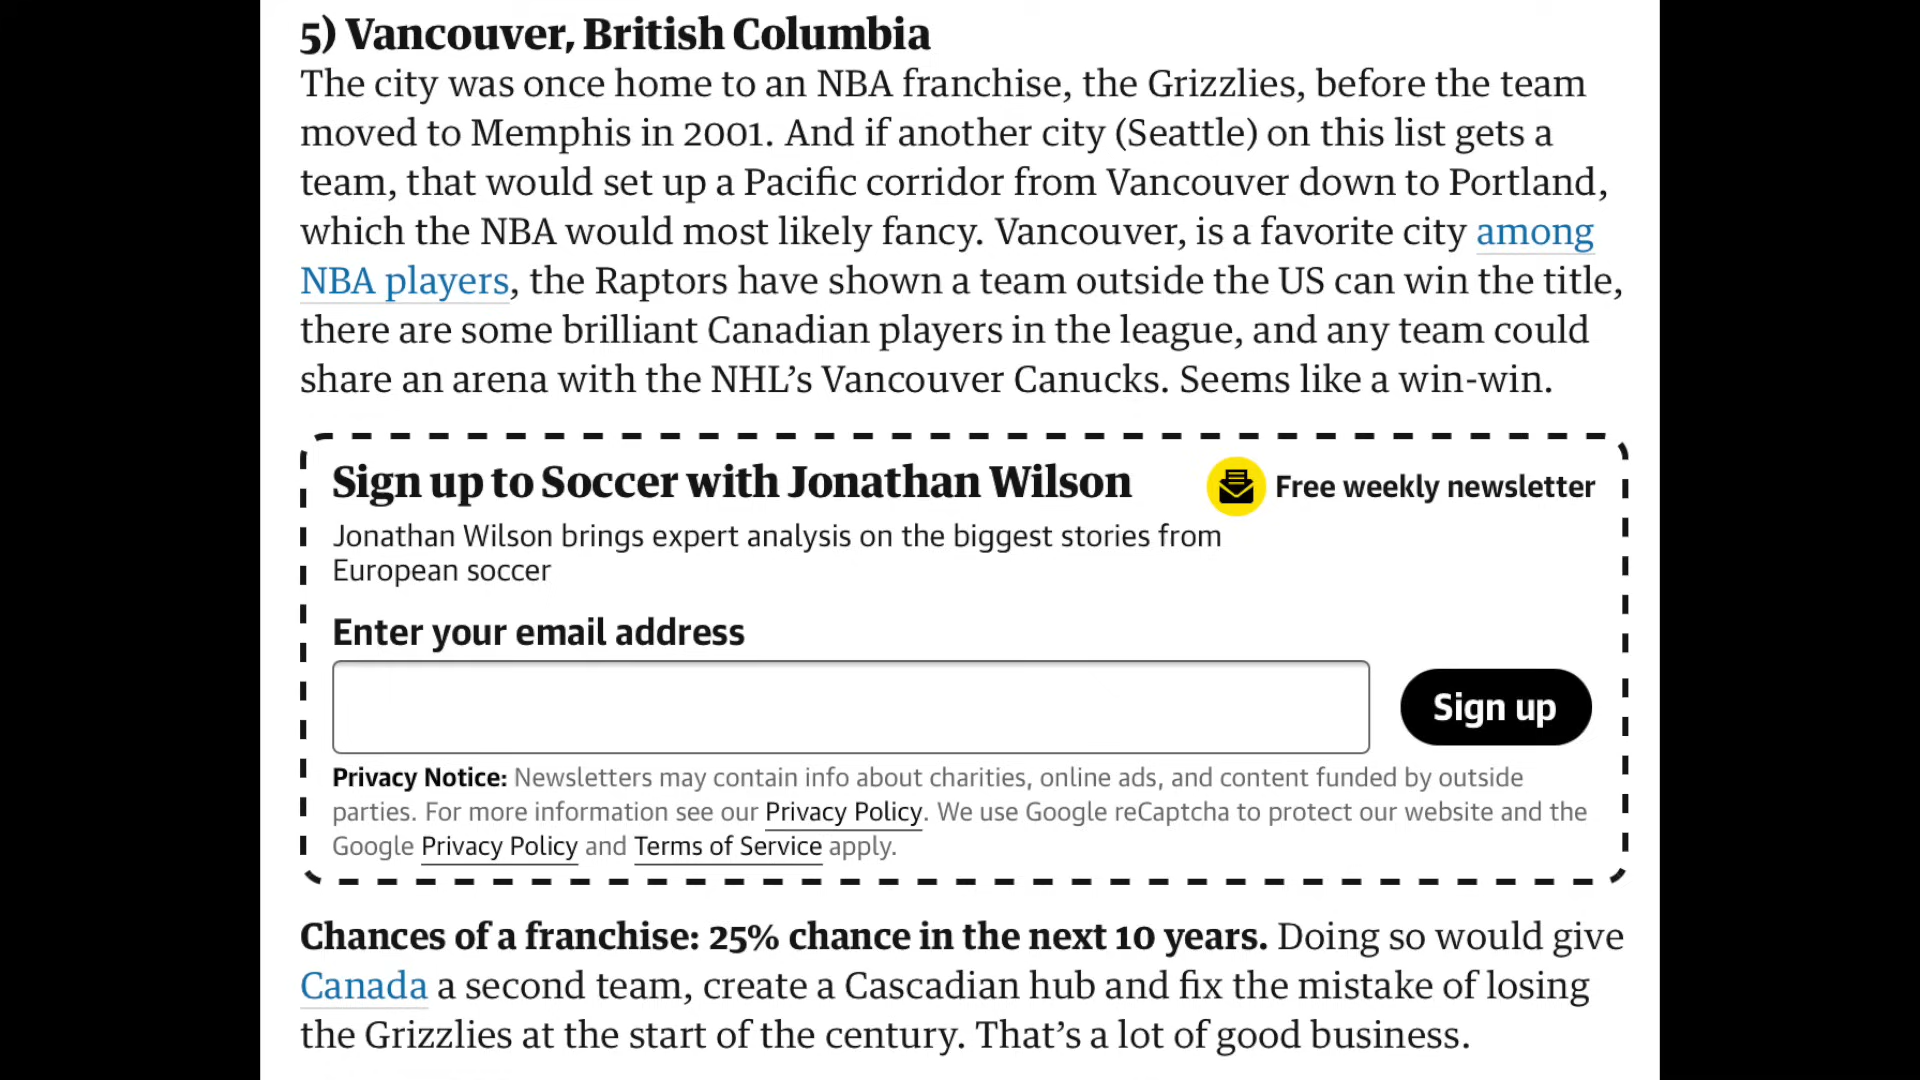 5) Vancouver, British Columbia
The city was once home to an NBA franchise, the Grizzlies, before the team
moved to Memphis in 2001. And if another city (Seattle) on this list gets a
team, that would set up a Pacific corridor from Vancouver down to Portland,
which the NBA would most likely fancy. Vancouver, is a favorite city among
NBA players, the Raptors have shown a team outside the US can win the title,
there are some brilliant Canadian players in the league, and any team could
share an arena with the NHL’s Vancouver Canucks. Seems like a win-win.
Sign up to Soccer with Jonathan Wilson
Free weekly newsletter
Jonathan Wilson brings expert analysis on the biggest stories from
European soccer
Enter your email address
Sign up
Privacy Notice: Newsletters may contain info about charities, online ads, and content funded by outside
parties. For more information see our Privacy Policy. We use Google reCaptcha to protect our website and the
Google Privacy Policy and Terms of Service apply.
Chances of a franchise: 25% chance in the next 10 years. Doing so would give
Canada a second team, create a Cascadian hub and fix the mistake of losing
the Grizzlies at the start of the century. That’s a lot of good business.